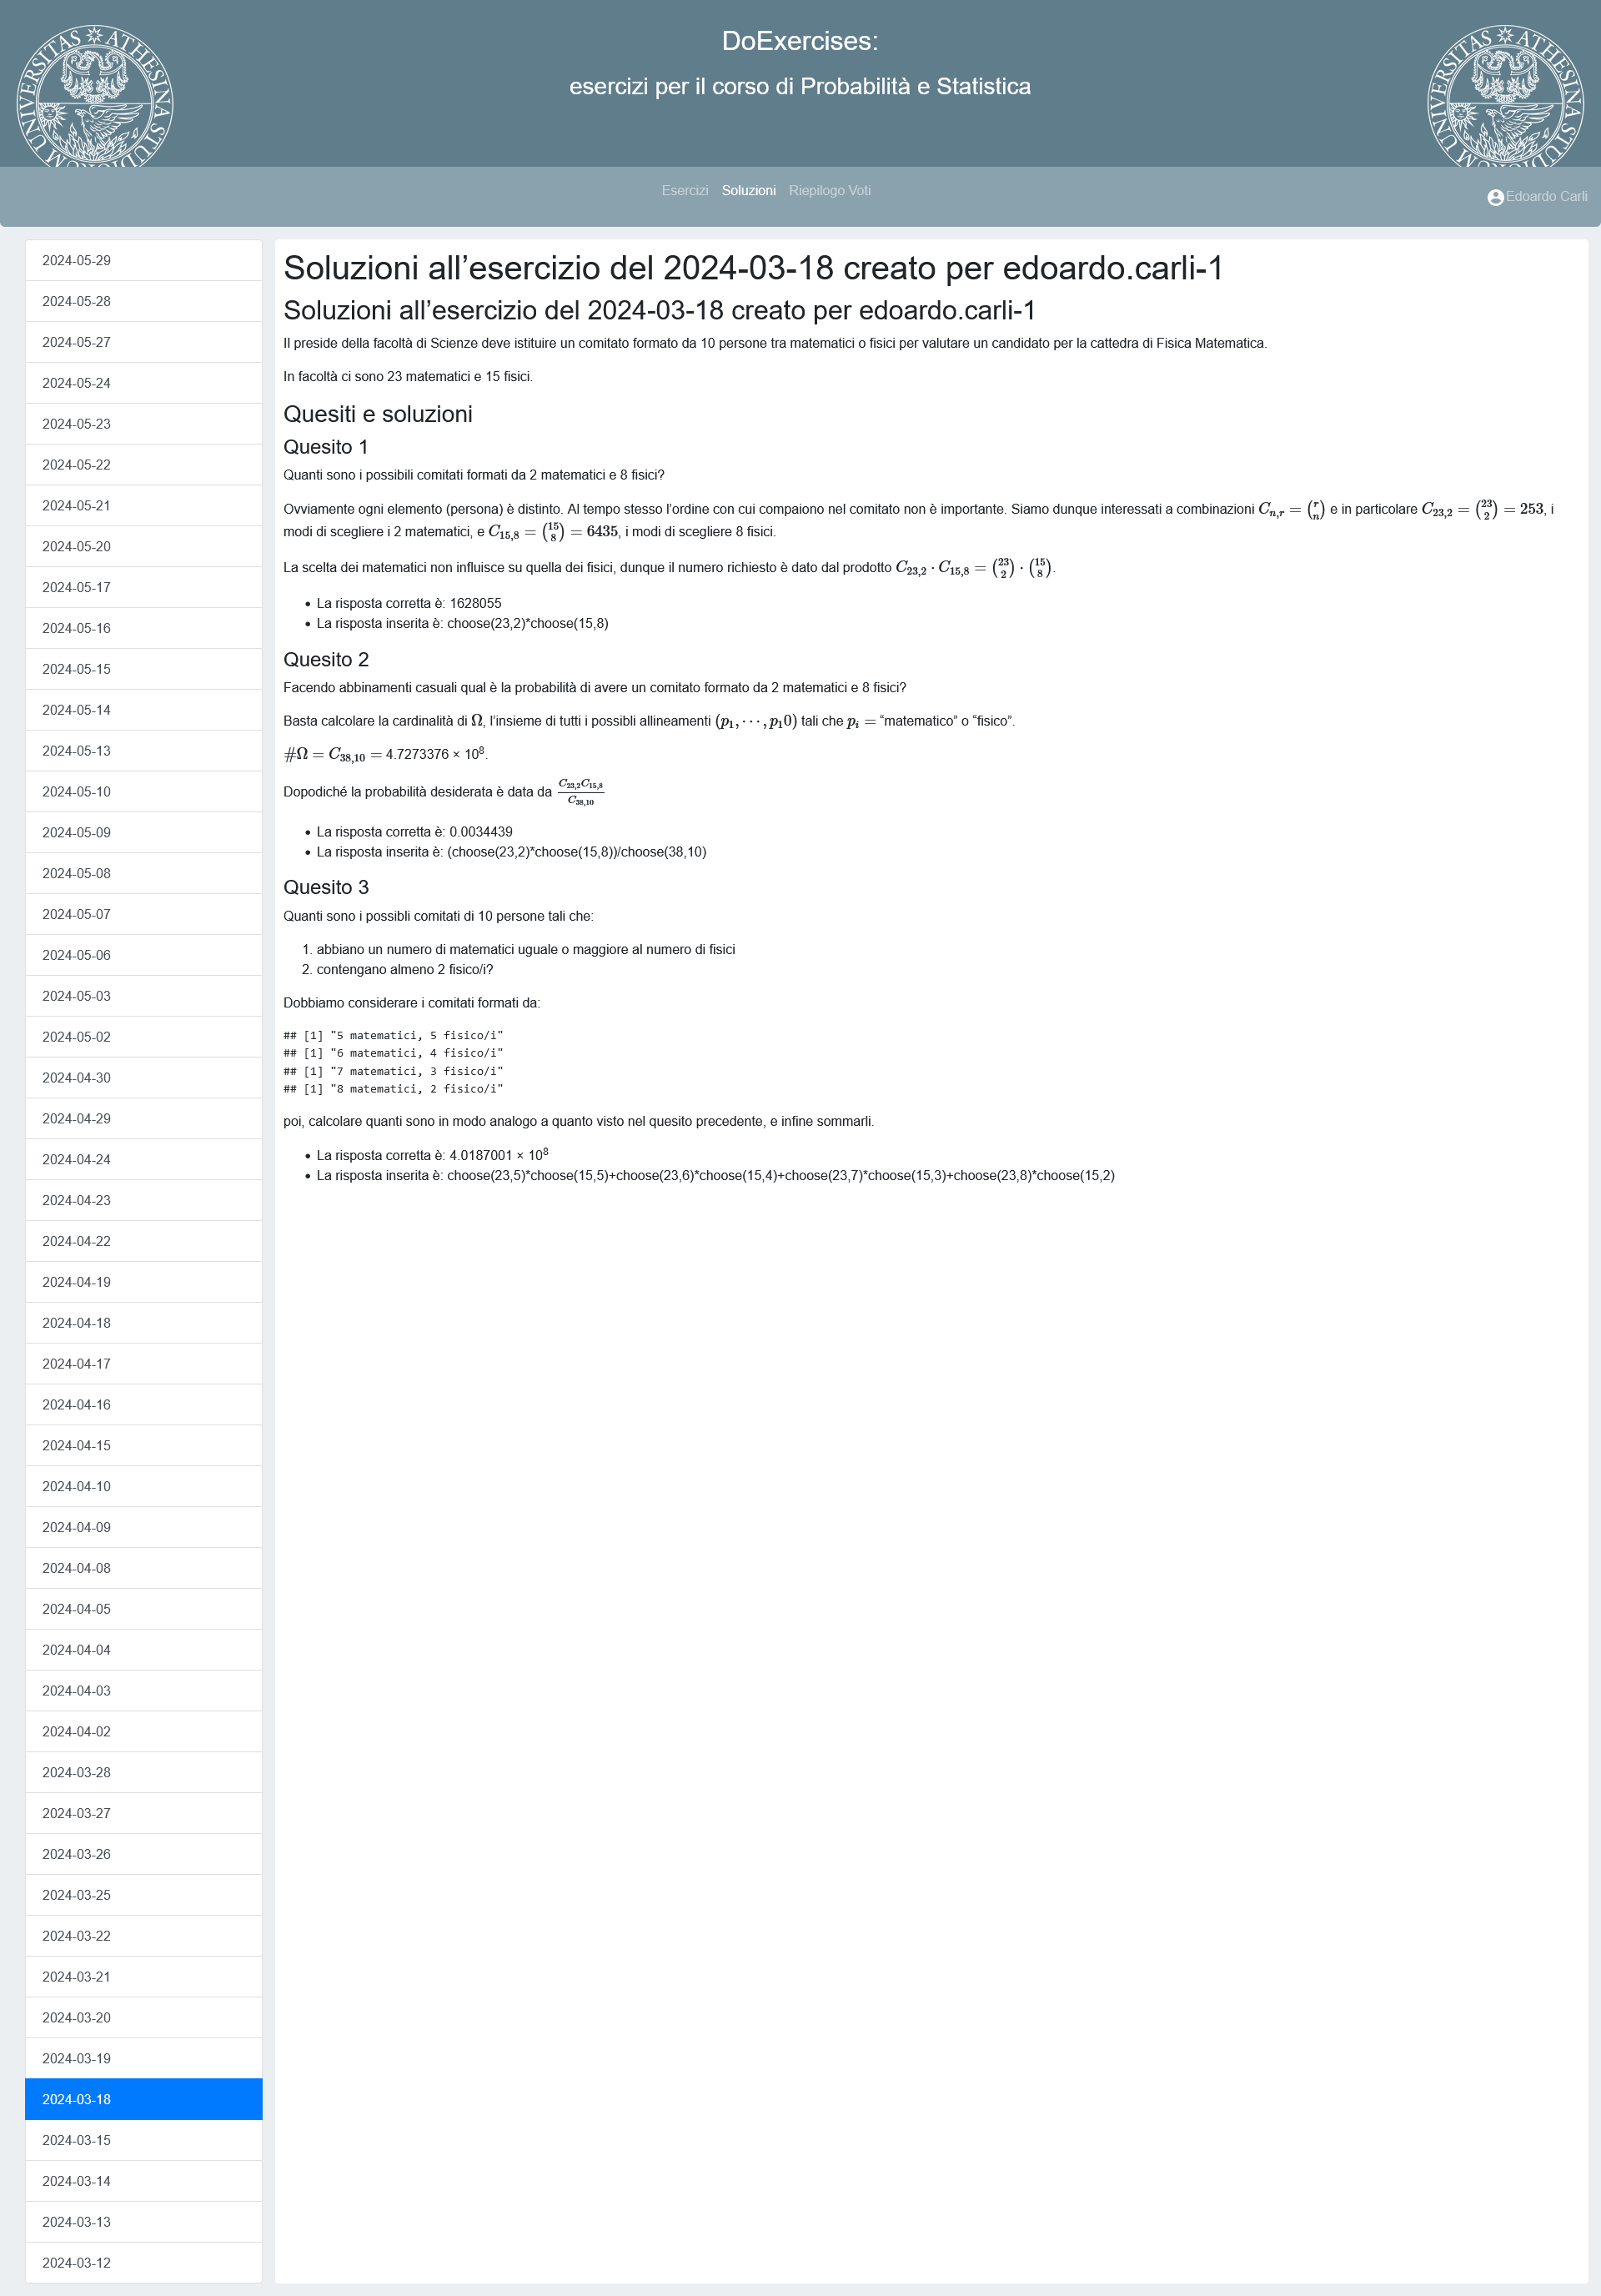 DoExercises:
esercizi per il corso di Probabilità e Statistica
UNIVERSITAS ATHESINA STUDIORUM
UNIVERSITAS ATHESINA STUDIORUM
Esercizi Soluzioni Riepilogo Voti
Edoardo Carli
2024-05-29
2024-05-28
2024-05-27
2024-05-24
2024-05-23
2024-05-22
2024-05-21
2024-05-20
2024-05-17
2024-05-16
2024-05-15
2024-05-14
2024-05-13
2024-05-10
2024-05-09
2024-05-08
2024-05-07
2024-05-06
2024-05-03
2024-05-02
2024-04-30
2024-04-29
2024-04-24
2024-04-23
2024-04-22
2024-04-19
2024-04-18
2024-04-17
2024-04-16
2024-04-15
2024-04-10
2024-04-09
2024-04-08
2024-04-05
2024-04-04
2024-04-03
2024-04-02
2024-03-28
2024-03-27
2024-03-26
2024-03-25
2024-03-22
2024-03-21
2024-03-20
2024-03-19
2024-03-18
2024-03-15
2024-03-14
2024-03-13
2024-03-12
Soluzioni all’esercizio del 2024-03-18 creato per edoardo.carli-1
Soluzioni all’esercizio del 2024-03-18 creato per edoardo.carli-1
Il preside della facoltà di Scienze deve istituire un comitato formato da 10 persone tra matematici o fisici per valutare un candidato per la cattedra di Fisica Matematica.
In facoltà ci sono 23 matematici e 15 fisici.
Quesiti e soluzioni
Quesito 1
Quanti sono i possibili comitati formati da 2 matematici e 8 fisici?
Ovviamente ogni elemento (persona) è distinto. Al tempo stesso l’ordine con cui compaiono nel comitato non è importante. Siamo dunque interessati a combinazioni $C_{n,r} = \binom{r}{n}$ e in particolare $C_{23,2} = \binom{23}{2} = 253$, i
modi di scegliere i 2 matematici, e $C_{15,8} = \binom{15}{8} = 6435$, i modi di scegliere 8 fisici.
La scelta dei matematici non influisce su quella dei fisici, dunque il numero richiesto è dato dal prodotto $C_{23,2} \cdot C_{15,8} = \binom{23}{2} \cdot \binom{15}{8}$.
• La risposta corretta è: 1628055
• La risposta inserita è: choose(23,2)*choose(15,8)
Quesito 2
Facendo abbinamenti casuali qual è la probabilità di avere un comitato formato da 2 matematici e 8 fisici?
Basta calcolare la cardinalità di $\Omega$, l’insieme di tutti i possibli allineamenti $(p_1, \cdots, p_1 0)$ tali che $p_i =$ “matematico” o “fisico”.
$\#\Omega = C_{38,10} =$ 4.7273376 × 10⁸.
Dopodiché la probabilità desiderata è data da $\frac{C_{23,2} C_{15,8}}{C_{38,10}}$
• La risposta corretta è: 0.0034439
• La risposta inserita è: (choose(23,2)*choose(15,8))/choose(38,10)
Quesito 3
Quanti sono i possibli comitati di 10 persone tali che:
1. abbiano un numero di matematici uguale o maggiore al numero di fisici
2. contengano almeno 2 fisico/i?
Dobbiamo considerare i comitati formati da:
## [1] "5 matematici, 5 fisico/i"
## [1] "6 matematici, 4 fisico/i"
## [1] "7 matematici, 3 fisico/i"
## [1] "8 matematici, 2 fisico/i"
poi, calcolare quanti sono in modo analogo a quanto visto nel quesito precedente, e infine sommarli.
• La risposta corretta è: 4.0187001 × 10⁸
• La risposta inserita è: choose(23,5)*choose(15,5)+choose(23,6)*choose(15,4)+choose(23,7)*choose(15,3)+choose(23,8)*choose(15,2)